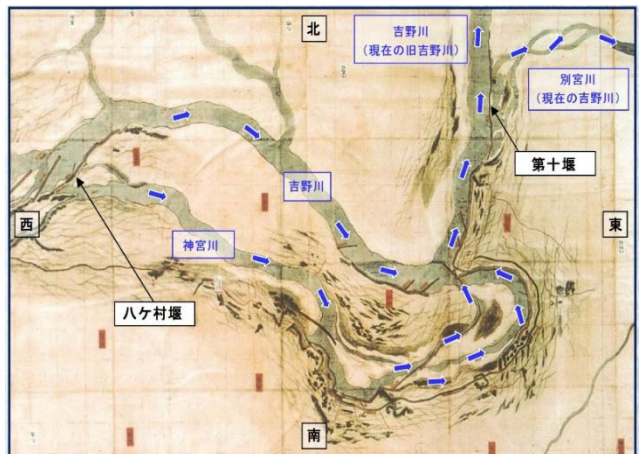 北
吉野川
(現在の旧吉野川)
別宮川
(現在の吉野川)
第十堰
吉野川
西
東
神宮川
八ケ村堰
南